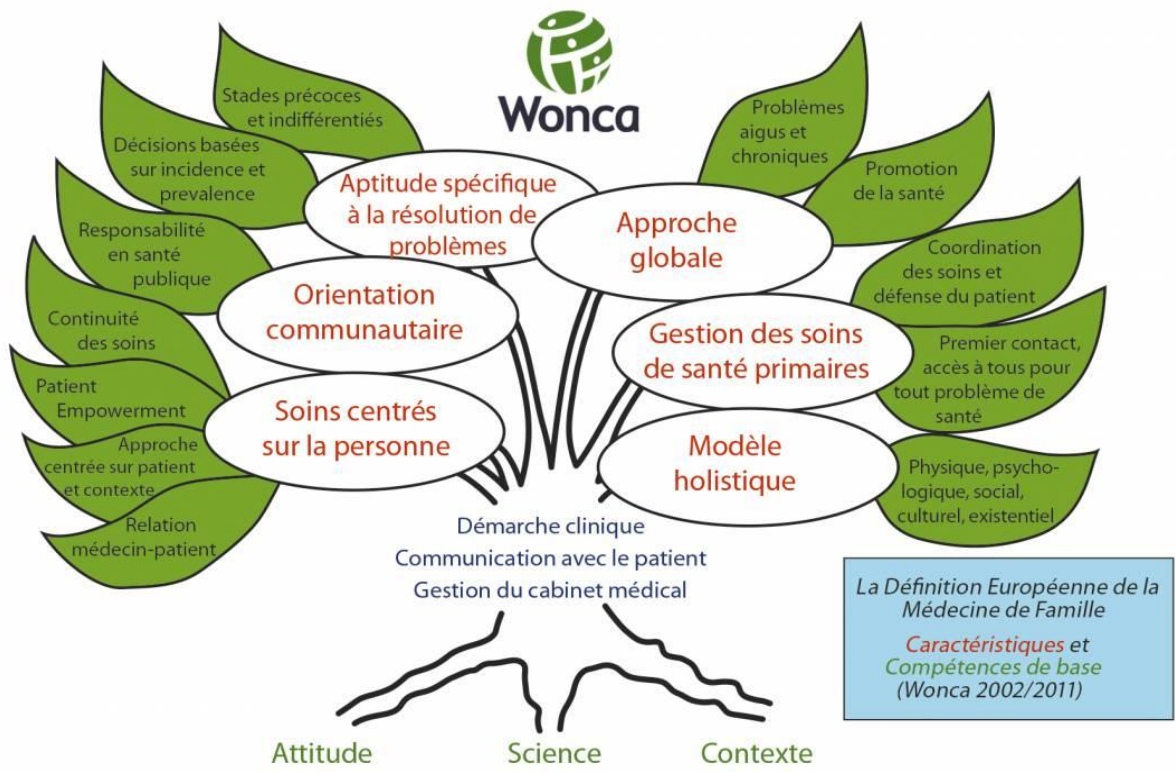 Wonca
Stades précoces
et indifférentiés
Décisions basées
sur incidence et
prevalence
Responsabilité
en santé
publique
Continuité
des soins
Patient
Empowerment
Approche
centrée sur patient
et contexte
Relation
médecin-patient
Aptitude spécifique
à la résolution de
problèmes
Orientation
communautaire
Soins centrés
sur la personne
Approche
globale
Gestion des soins
de santé primaires
Modèle
holistique
Problèmes
aigus et
chroniques
Promotion
de la santé
Coordination
des soins et
défense du patient
Premier contact,
accès à tous pour
tout problème de
santé
Physique, psycho-
logique, social,
culturel, existentiel
Démarche clinique
Communication avec le patient
Gestion du cabinet médical
La Définition Européenne de la
Médecine de Famille
Caractéristiques et
Compétences de base
(Wonca 2002/2011)
Attitude
Science
Contexte